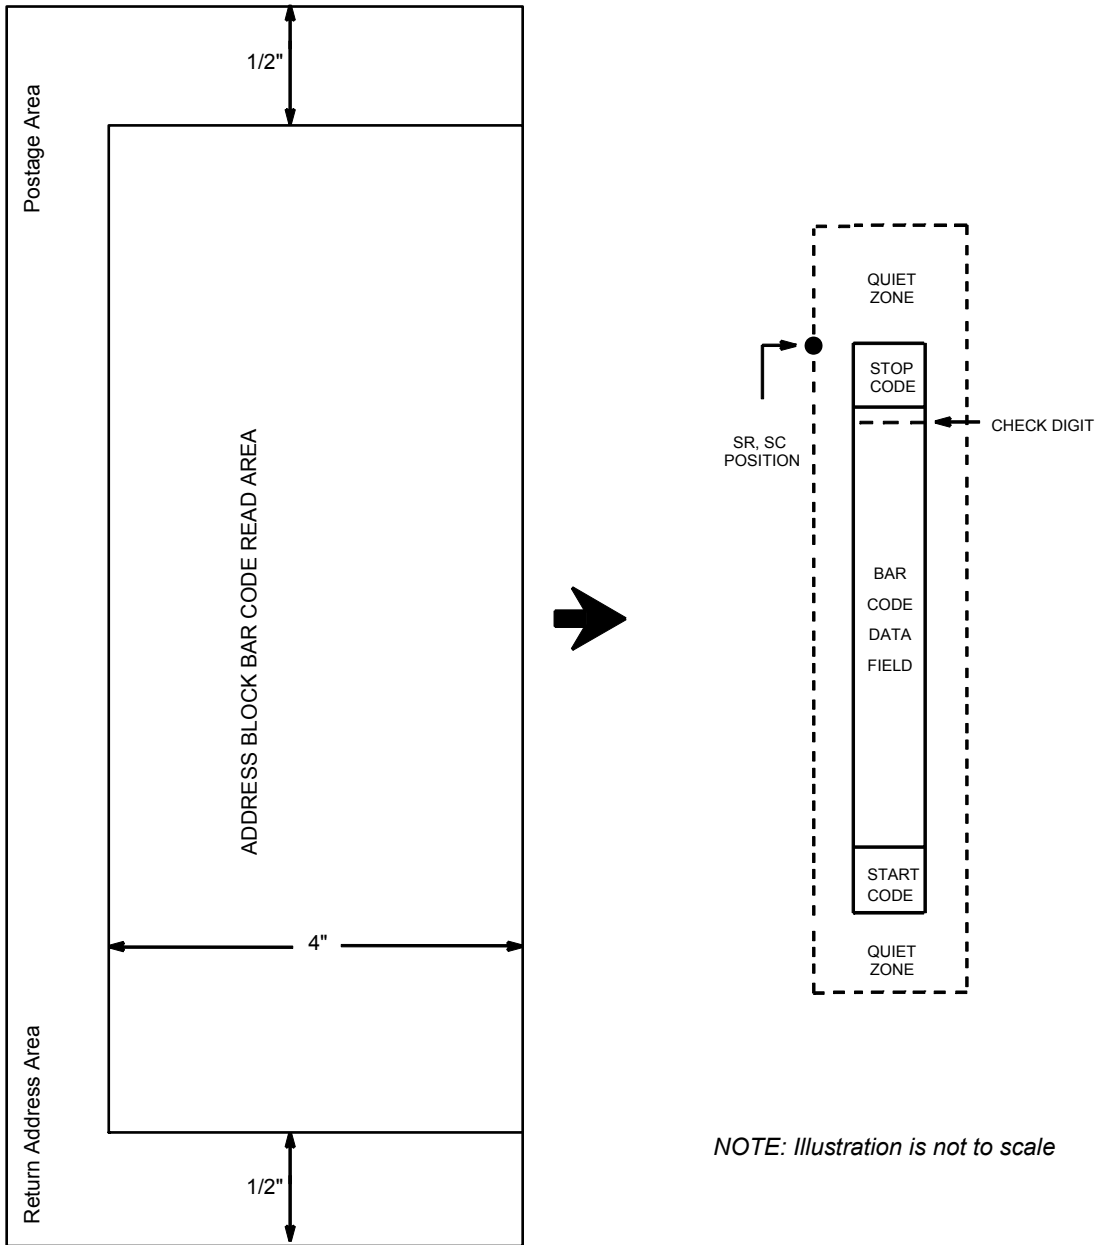 1/2"
Postage Area
ADDRESS BLOCK BAR CODE READ AREA
4"
Return Address Area
1/2"
QUIET
ZONE
STOP
CODE
CHECK DIGIT
SR, SC
POSITION
BAR
CODE
DATA
FIELD
START
CODE
QUIET
ZONE
NOTE: Illustration is not to scale